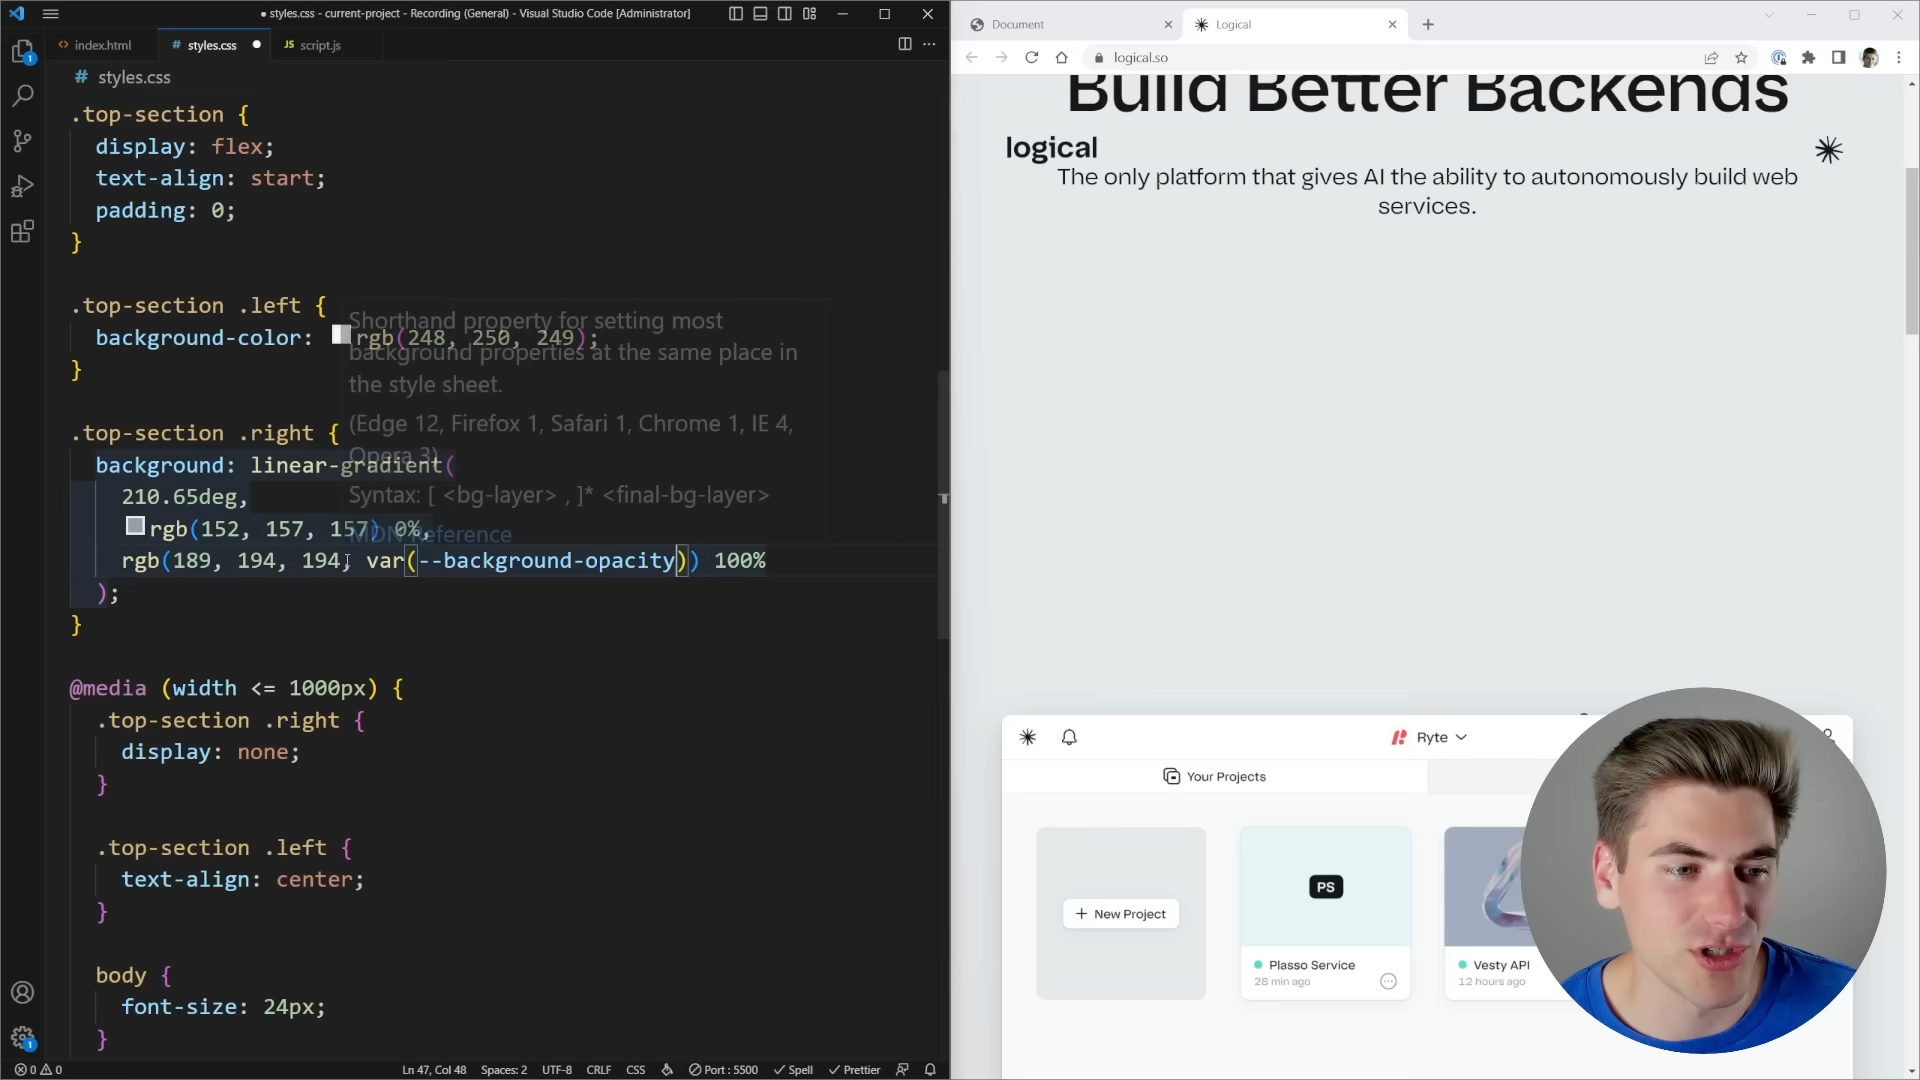 styles.css - current-project - Recording (General) - Visual Studio Code [Administrator]
index.html
# styles.css
JS script.js
# styles.css
.top-section {
display: flex;
text-align: start;
padding: 0;
}
.top-section .left {
background-color: rgb(248, 250, 249);
}
Shorthand property for setting most
background properties at the same place in
the style sheet.
(Edge 12, Firefox 1, Safari 1, Chrome 1, IE 4,
Opera 3)
Syntax: [ <bg-layer> , ]* <final-bg-layer>
MDN Reference
.top-section .right {
background: linear-gradient(
210.65deg,
rgb(152, 157, 157) 0%,
rgb(189, 194, 194, var(--background-opacity)) 100%
);
}
@media (width <= 1000px) {
.top-section .right {
display: none;
}
.top-section .left {
text-align: center;
}
body {
font-size: 24px;
}
0 0
Ln 47, Col 48
Spaces: 2
UTF-8
CRLF
CSS
Port : 5500
Spell
Prettier
1
1
Document
Logical
logical.so
Build Better Backends
logical
The only platform that gives AI the ability to autonomously build web
services.
Ryte
Your Projects
+ New Project
PS
Plasso Service
28 min ago
Vesty API
12 hours ago